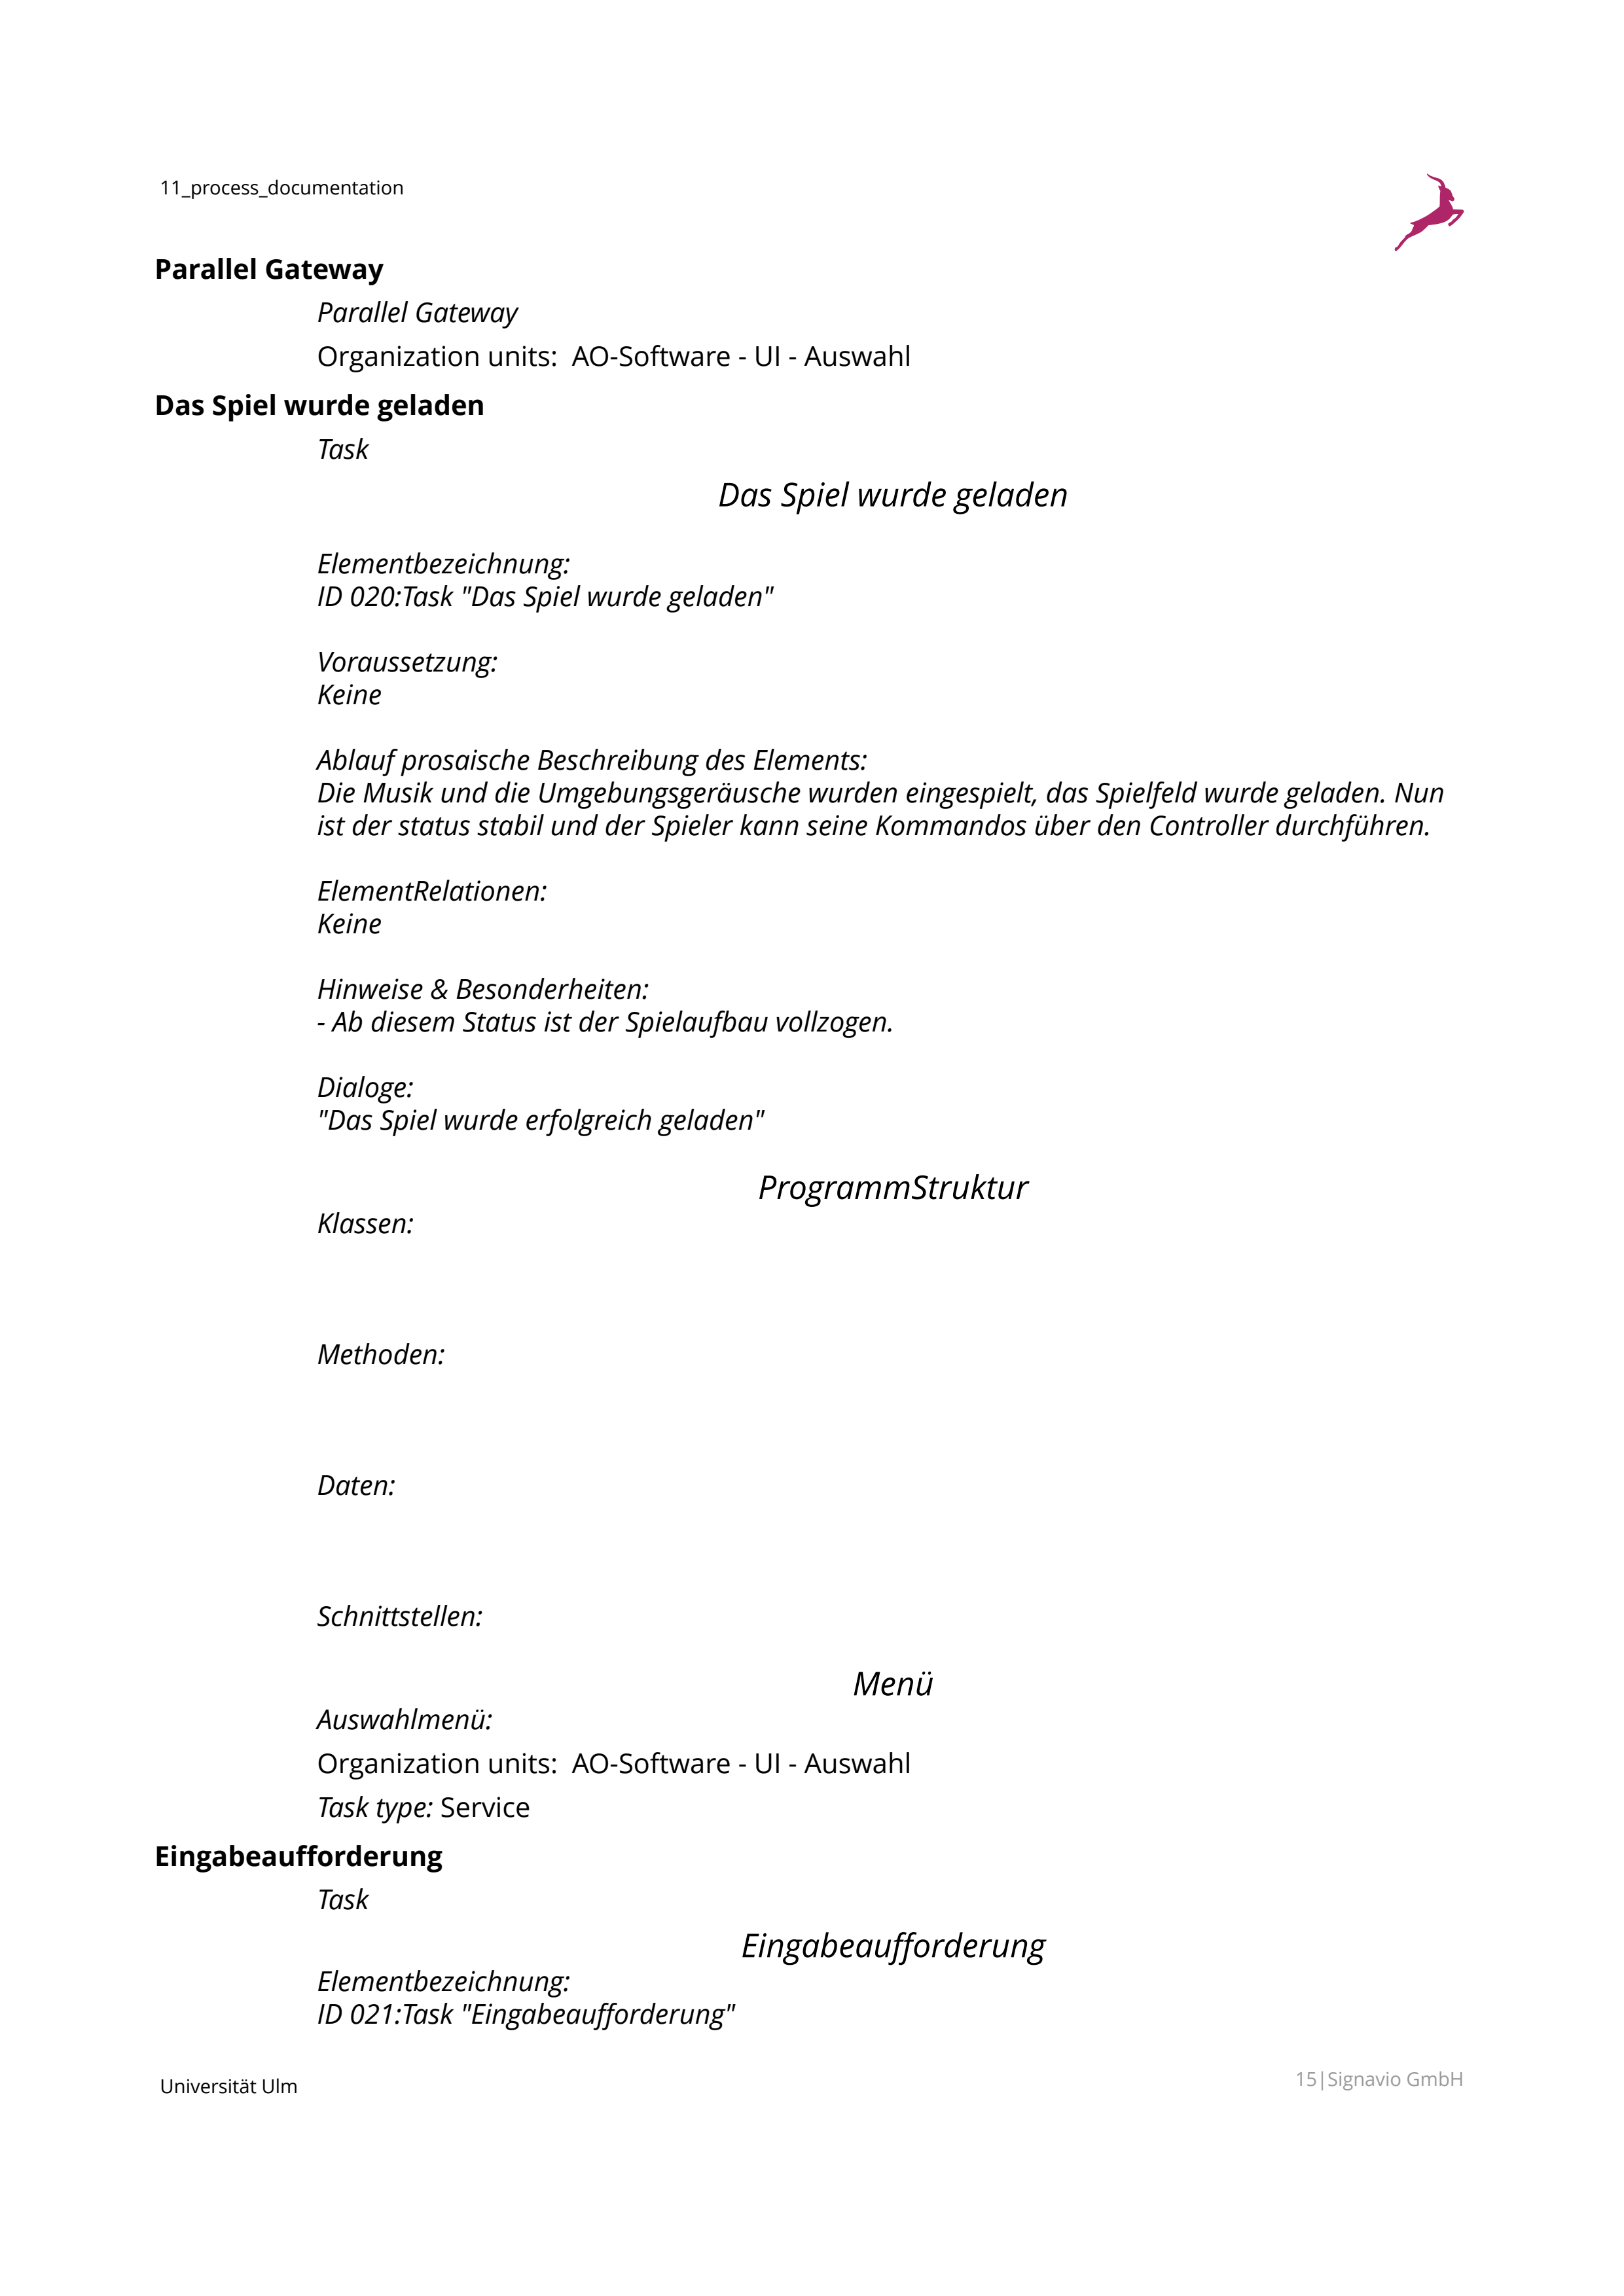 11_process_documentation
Parallel Gateway
Parallel Gateway
Organization units:  AO-Software - UI - Auswahl
Das Spiel wurde geladen
Task
Das Spiel wurde geladen
Elementbezeichnung:
ID 020:Task "Das Spiel wurde geladen"
Voraussetzung:
Keine
Ablauf prosaische Beschreibung des Elements:
Die Musik und die Umgebungsgeräusche wurden eingespielt, das Spielfeld wurde geladen. Nun
ist der status stabil und der Spieler kann seine Kommandos über den Controller durchführen.
ElementRelationen:
Keine
Hinweise & Besonderheiten:
- Ab diesem Status ist der Spielaufbau vollzogen.
Dialoge:
"Das Spiel wurde erfolgreich geladen"
ProgrammStruktur
Klassen:
Methoden:
Daten:
Schnittstellen:
Menü
Auswahlmenü:
Organization units:  AO-Software - UI - Auswahl
Task type: Service
Eingabeaufforderung
Task
Eingabeaufforderung
Elementbezeichnung:
ID 021:Task "Eingabeaufforderung"
Universität Ulm
15|Signavio GmbH